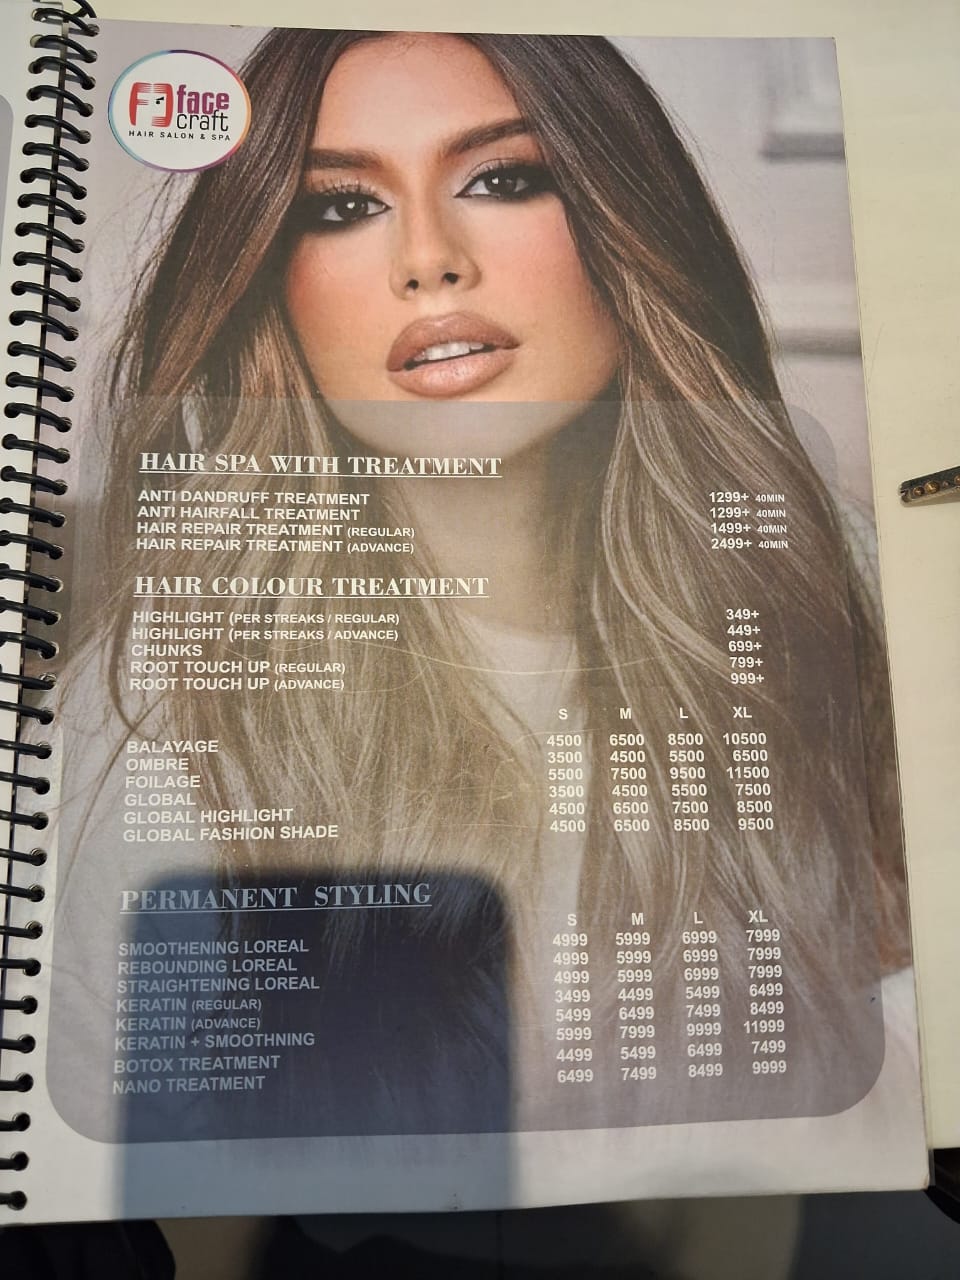 face
craft
HAIR SALON & SPA
HAIR SPA WITH TREATMENT
ANTI DANDRUFF TREATMENT 1299+ 40MIN
ANTI HAIRFALL TREATMENT 1299+ 40MIN
HAIR REPAIR TREATMENT (REGULAR) 1499+ 40MIN
HAIR REPAIR TREATMENT (ADVANCE) 2499+ 40MIN
HAIR COLOUR TREATMENT
HIGHLIGHT (PER STREAKS / REGULAR) 349+
HIGHLIGHT (PER STREAKS / ADVANCE) 449+
CHUNKS 699+
ROOT TOUCH UP (REGULAR) 799+
ROOT TOUCH UP (ADVANCE) 999+
S M L XL
BALAYAGE 4500 6500 8500 10500
OMBRE 3500 4500 5500 6500
FOILAGE 5500 7500 9500 11500
GLOBAL 3500 4500 5500 7500
GLOBAL HIGHLIGHT 4500 6500 7500 8500
GLOBAL FASHION SHADE 4500 6500 8500 9500
PERMANENT STYLING
S M L XL
SMOOTHENING LOREAL 4999 5999 6999 7999
REBOUNDING LOREAL 4999 5999 6999 7999
STRAIGHTENING LOREAL 4999 5999 6999 7999
KERATIN (REGULAR) 3499 4499 5499 6499
KERATIN (ADVANCE) 5499 6499 7499 8499
KERATIN + SMOOTHNING 5999 7999 9999 11999
BOTOX TREATMENT 4499 5499 6499 7499
NANO TREATMENT 6499 7499 8499 9999